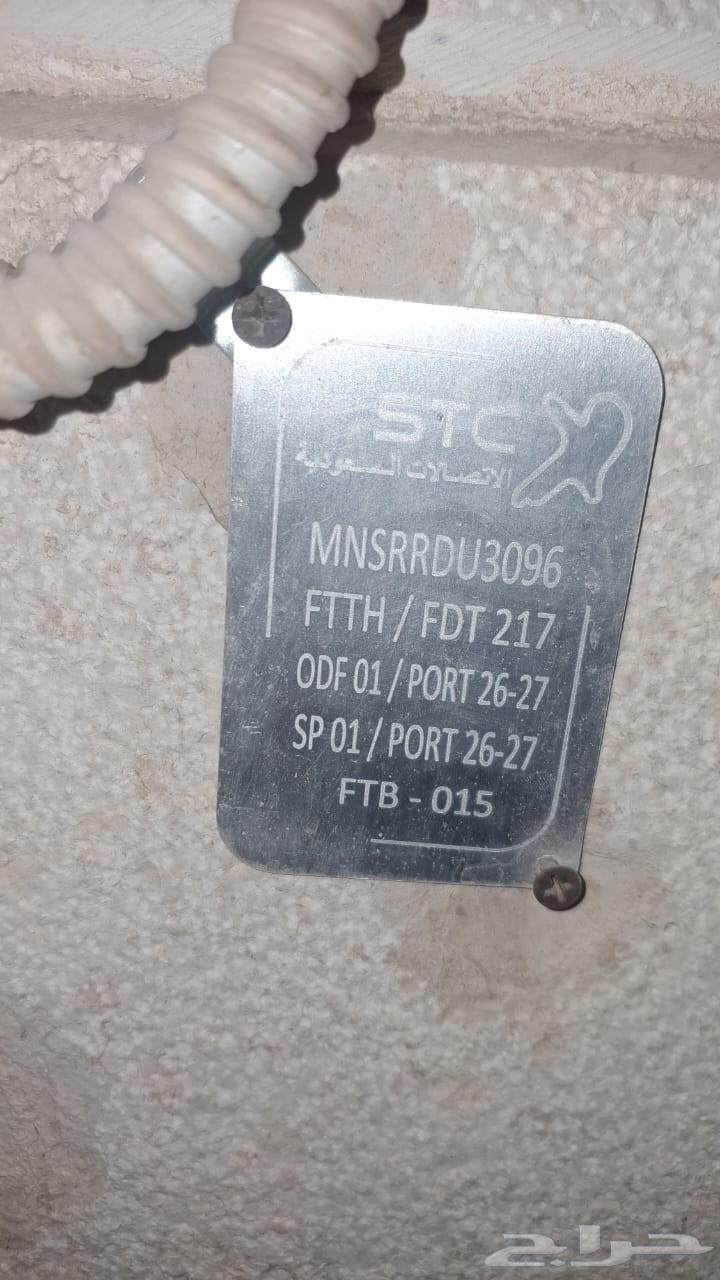 STC
الاتصالات السعودية
MNSRRDU3096
FTTH / FDT 217
ODF 01 / PORT 26-27
SP 01 / PORT 26-27
FTB - 015
حراج